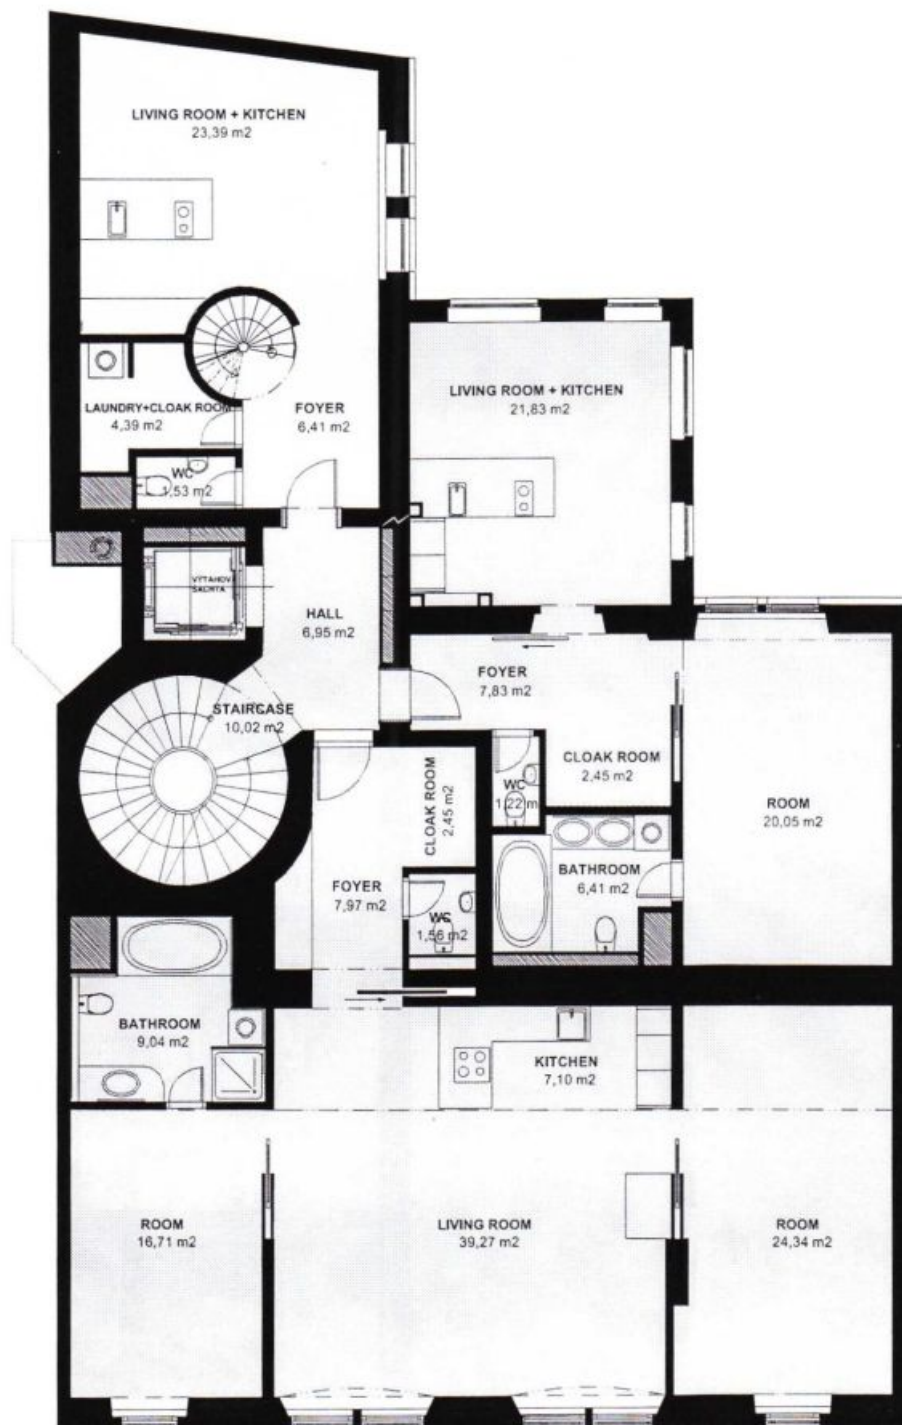 LIVING ROOM + KITCHEN
23,39 m2
LAUNDRY+CLOAK ROOM
4,39 m2
FOYER
6,41 m2
WC
1,53 m2
LIVING ROOM + KITCHEN
21,83 m2
VÝTAHOVÁ
ŠACHTA
HALL
6,95 m2
FOYER
7,83 m2
STAIRCASE
10,02 m2
CLOAK ROOM
2,45 m2
CLOAK ROOM
2,45 m2
WC
1,22 m
ROOM
20,05 m2
BATHROOM
6,41 m2
FOYER
7,97 m2
WC
1,56 m2
BATHROOM
9,04 m2
KITCHEN
7,10 m2
ROOM
16,71 m2
LIVING ROOM
39,27 m2
ROOM
24,34 m2